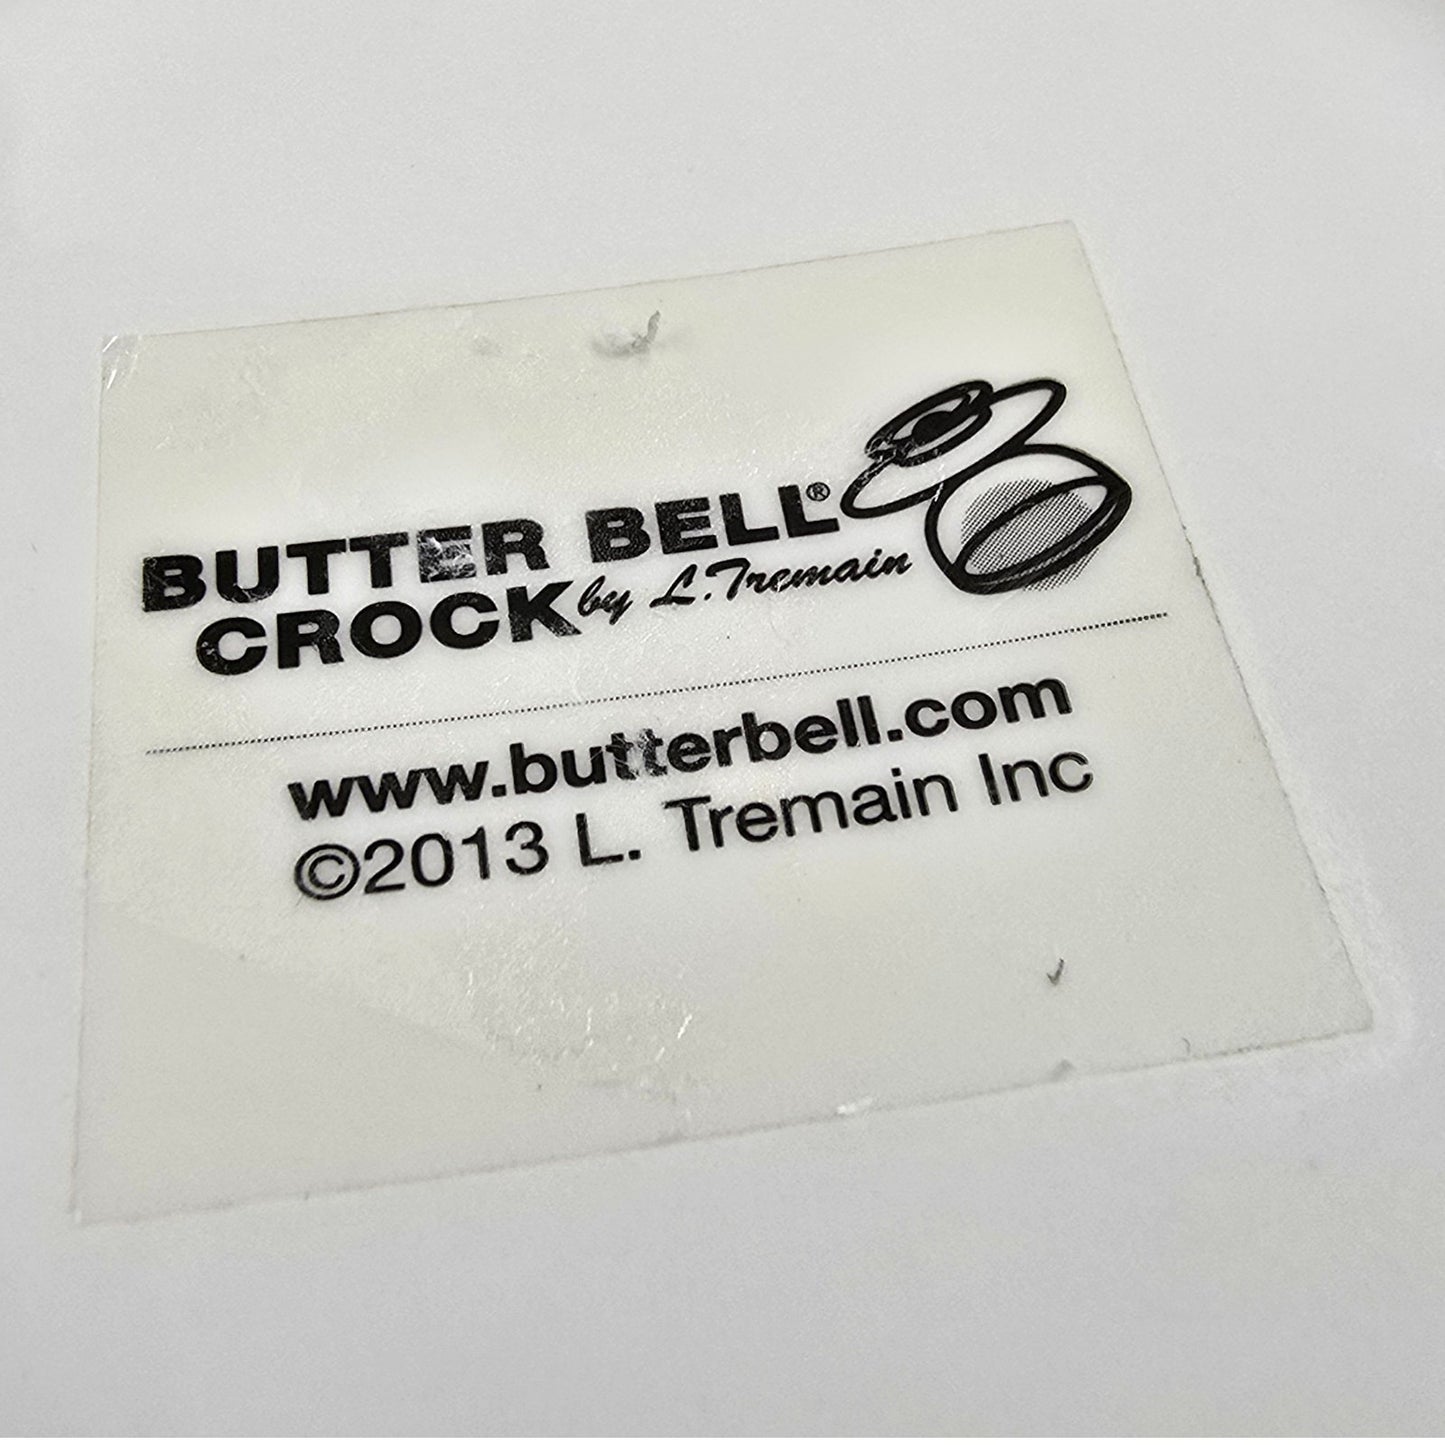 BUTTER BELL®
CROCK by L. Tremain
www.butterbell.com
©2013 L. Tremain Inc